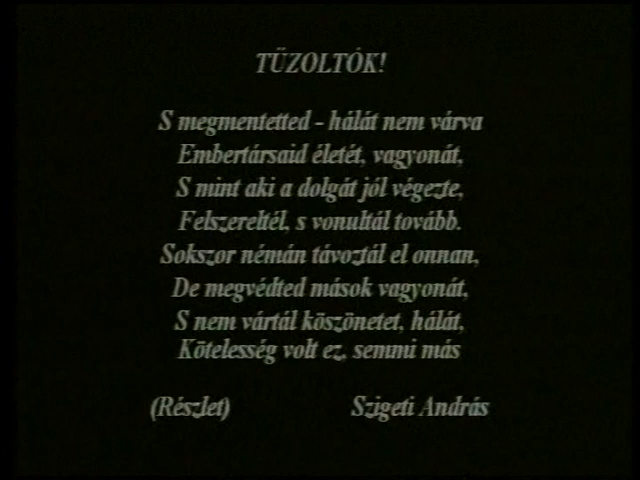 TŰZOLTÓK!
S megmentetted - hálát nem várva
Embertársaid életét, vagyonát,
S mint aki a dolgát jól végezte,
Felszereltél, s vonultál tovább.
Sokszor némán távoztál el onnan,
De megvédted mások vagyonát,
S nem vártál köszönetet, hálát,
Kötelesség volt ez, semmi más
(Részlet) Szigeti András